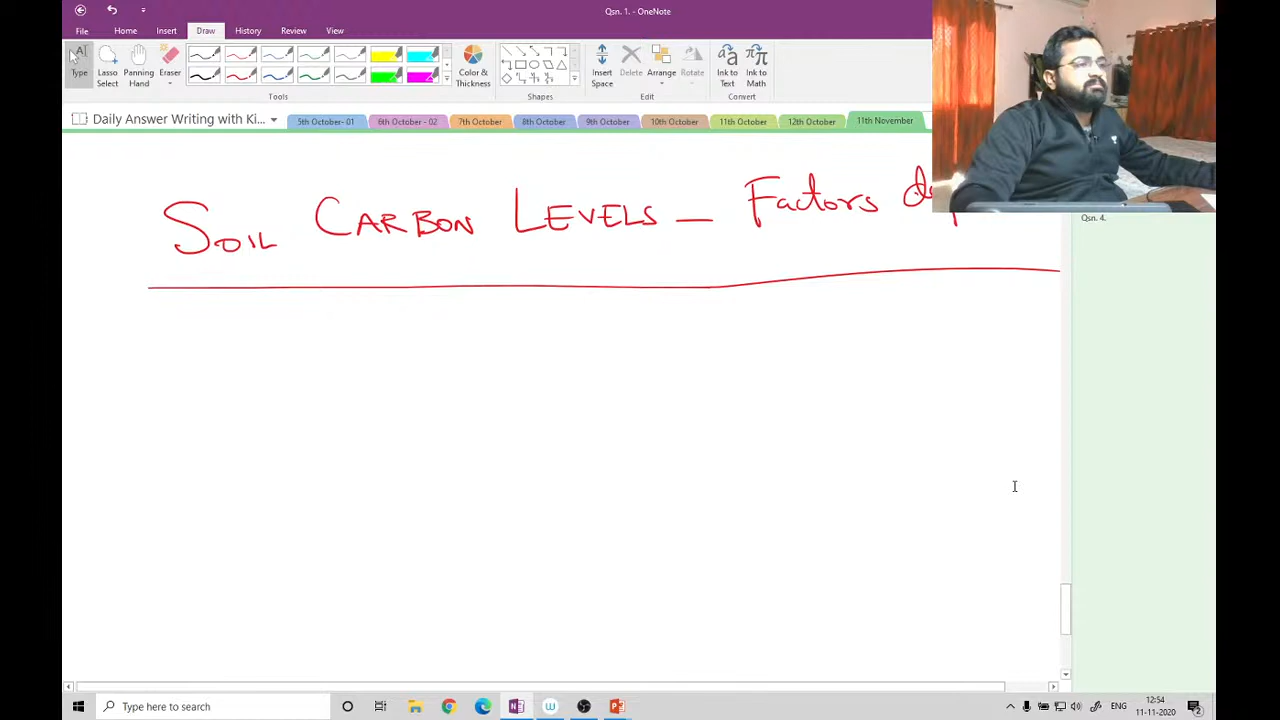 Qsn. 1. - OneNote
File Home Insert Draw History Review View
Type
Lasso Select
Panning Hand
Eraser
Color & Thickness
Insert Space
Delete
Arrange
Rotate
Ink to Text
Ink to Math
Tools Shapes Edit Convert
Daily Answer Writing with Ki...
5th October- 01 6th October - 02 7th October 8th October 9th October 10th October 11th October 12th October 11th November
Qsn. 4.
SOIL CARBON LEVELS — Factors
Type here to search
ENG
12:54
11-11-2020